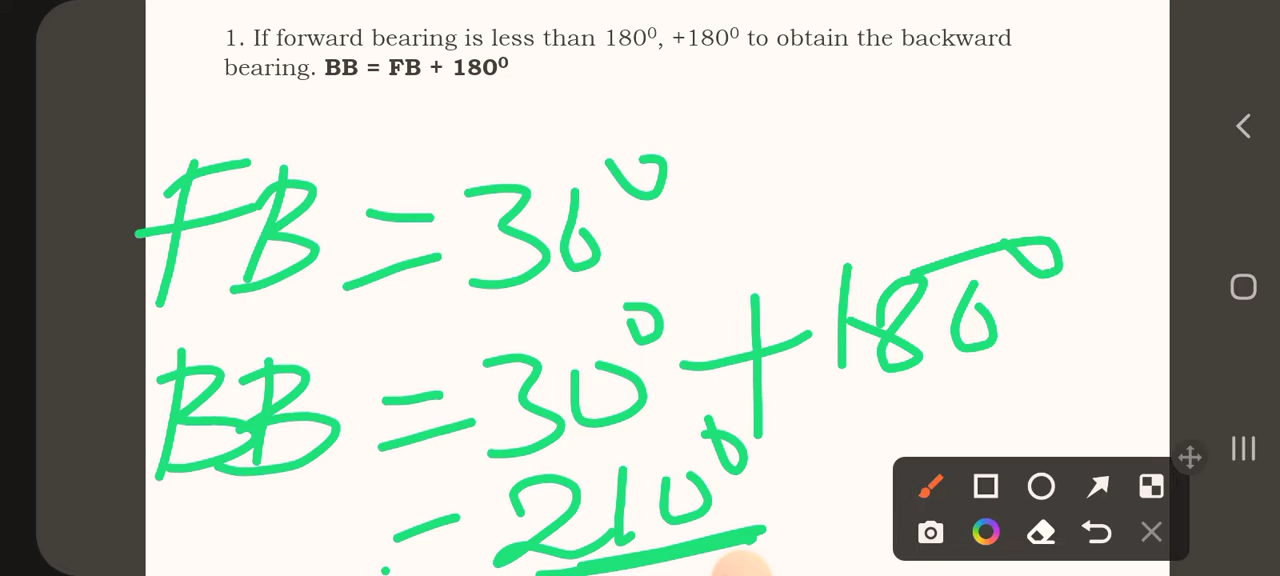 1. If forward bearing is less than 180⁰, +180⁰ to obtain the backward
bearing. BB = FB + 180⁰
FB = 30⁰
BB = 30⁰ + 180⁰
= 210⁰